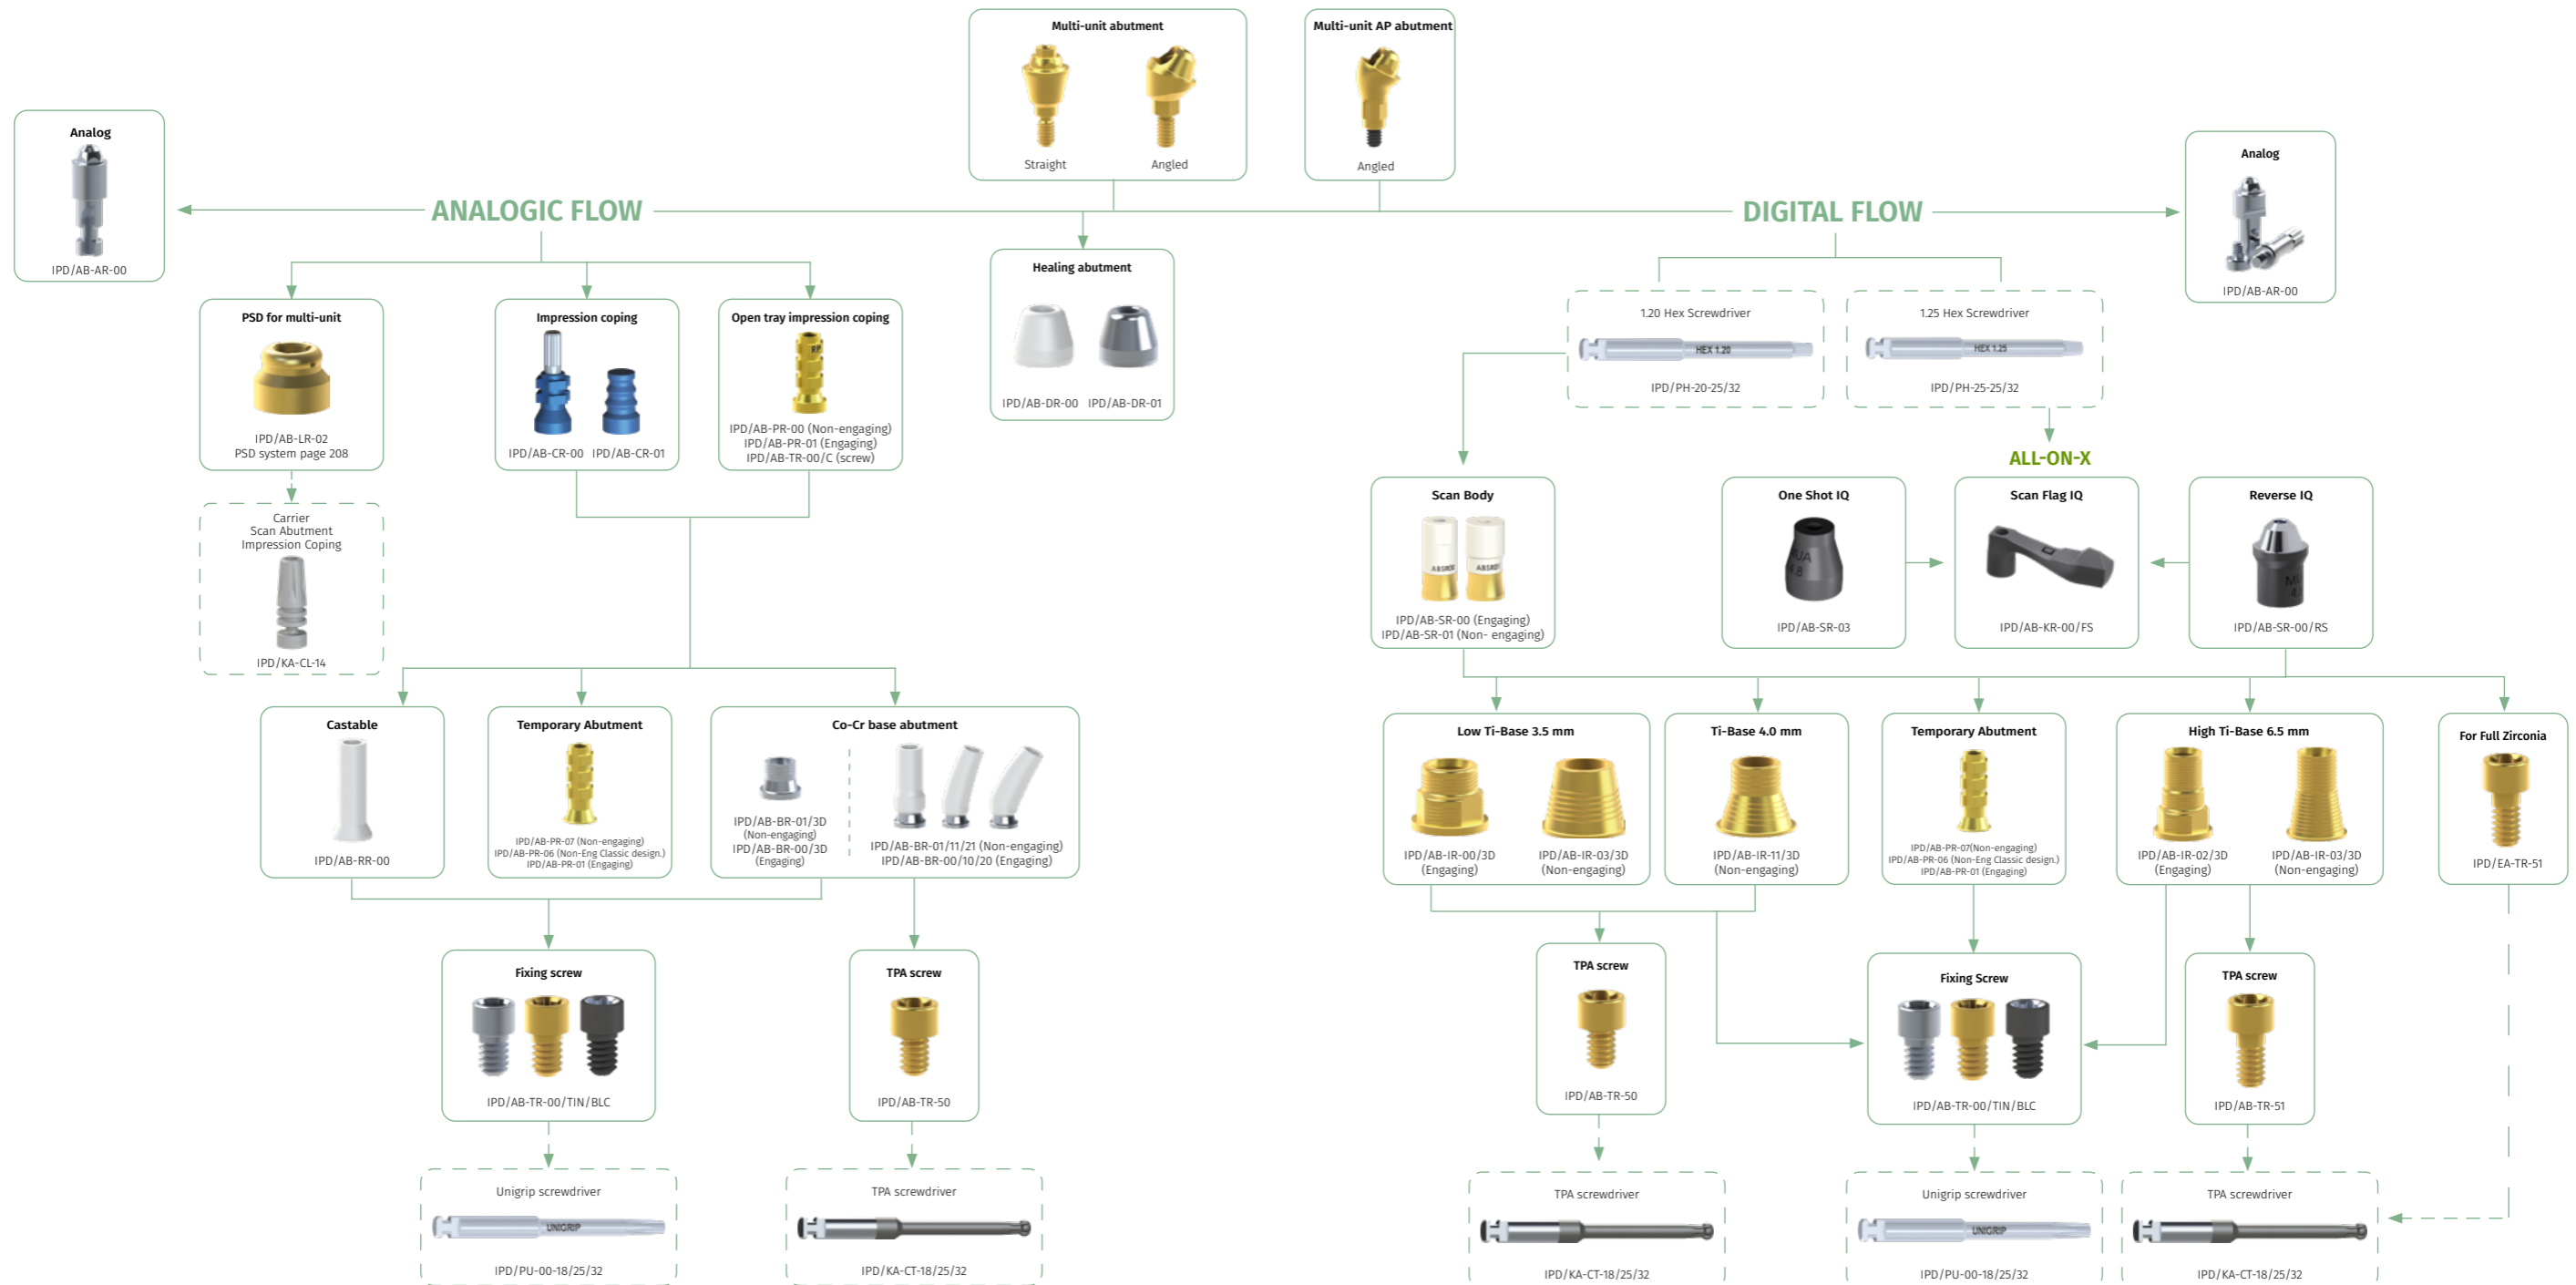 Multi-unit abutment
Straight
Angled
Multi-unit AP abutment
Angled
Analog
IPD/AB-AR-00
ANALOGIC FLOW
DIGITAL FLOW
Analog
IPD/AB-AR-00
Healing abutment
IPD/AB-DR-00
IPD/AB-DR-01
PSD for multi-unit
IPD/AB-LR-02
PSD system page 208
Impression coping
IPD/AB-CR-00
IPD/AB-CR-01
Open tray impression coping
RP
IPD/AB-PR-00 (Non-engaging)
IPD/AB-PR-01 (Engaging)
IPD/AB-TR-00/C (screw)
Carrier
Scan Abutment
Impression Coping
IPD/KA-CL-14
1.20 Hex Screwdriver
HEX 1.20
IPD/PH-20-25/32
1.25 Hex Screwdriver
HEX 1.25
IPD/PH-25-25/32
ALL-ON-X
Scan Body
ABSR00
ABSR01
IPD/AB-SR-00 (Engaging)
IPD/AB-SR-01 (Non- engaging)
One Shot IQ
IPD/AB-SR-03
Scan Flag IQ
IPD/AB-KR-00/FS
Reverse IQ
IPD/AB-SR-00/RS
Castable
IPD/AB-RR-00
Temporary Abutment
IPD/AB-PR-07 (Non-engaging)
IPD/AB-PR-06 (Non-Eng Classic design.)
IPD/AB-PR-01 (Engaging)
Co-Cr base abutment
IPD/AB-BR-01/3D
(Non-engaging)
IPD/AB-BR-00/3D
(Engaging)
IPD/AB-BR-01/11/21 (Non-engaging)
IPD/AB-BR-00/10/20 (Engaging)
Low Ti-Base 3.5 mm
IPD/AB-IR-00/3D
(Engaging)
IPD/AB-IR-03/3D
(Non-engaging)
Ti-Base 4.0 mm
IPD/AB-IR-11/3D
(Non-engaging)
Temporary Abutment
IPD/AB-PR-07(Non-engaging)
IPD/AB-PR-06 (Non-Eng Classic design.)
IPD/AB-PR-01 (Engaging)
High Ti-Base 6.5 mm
IPD/AB-IR-02/3D
(Engaging)
IPD/AB-IR-03/3D
(Non-engaging)
For Full Zirconia
IPD/EA-TR-51
Fixing screw
IPD/AB-TR-00/TIN/BLC
TPA screw
IPD/AB-TR-50
TPA screw
IPD/AB-TR-50
Fixing Screw
IPD/AB-TR-00/TIN/BLC
TPA screw
IPD/AB-TR-51
Unigrip screwdriver
UNIGRIP
IPD/PU-00-18/25/32
TPA screwdriver
IPD/KA-CT-18/25/32
TPA screwdriver
IPD/KA-CT-18/25/32
Unigrip screwdriver
UNIGRIP
IPD/PU-00-18/25/32
TPA screwdriver
IPD/KA-CT-18/25/32